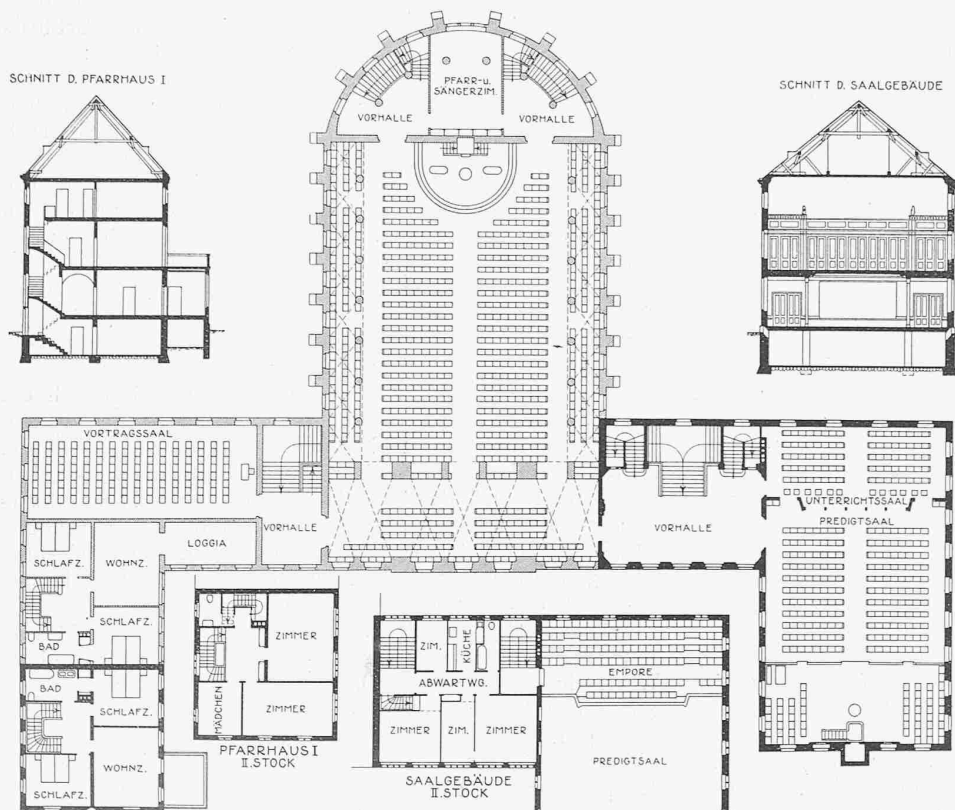 SCHNITT D. PFARRHAUS I
SCHNITT D. SAALGEBÄUDE
PFARR- U.
SÄNGERZIM.
VORHALLE
VORHALLE
VORTRAGSSAAL
VORHALLE
LOGGIA
SCHLAFZ.
WOHNZ.
SCHLAFZ.
BAD
BAD
SCHLAFZ.
WOHNZ.
SCHLAFZ.
VORHALLE
UNTERRICHTSSAAL
PREDIGTSAAL
ZIMMER
MÄDCHEN
ZIMMER
PFARRHAUS I
II. STOCK
ZIM.
KÜCHE
ABWARTWG.
ZIMMER
ZIM.
ZIMMER
EMPORE
PREDIGTSAAL
SAALGEBÄUDE
II. STOCK